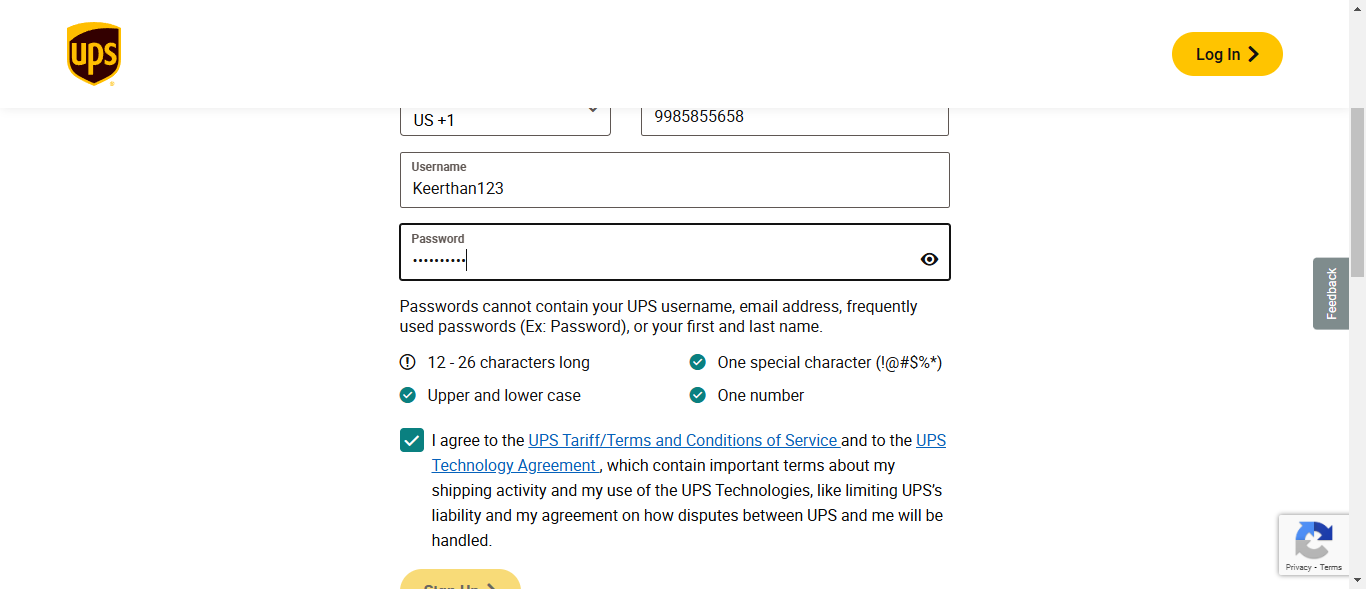 ups
Log In
US +1
9985855658
Username
Keerthan123
Password
••••••••••
Passwords cannot contain your UPS username, email address, frequently
used passwords (Ex: Password), or your first and last name.
12 - 26 characters long
One special character (!@#$%*)
Upper and lower case
One number
I agree to the UPS Tariff/Terms and Conditions of Service and to the UPS
Technology Agreement , which contain important terms about my
shipping activity and my use of the UPS Technologies, like limiting UPS’s
liability and my agreement on how disputes between UPS and me will be
handled.
Sign Up
Feedback
Privacy - Terms